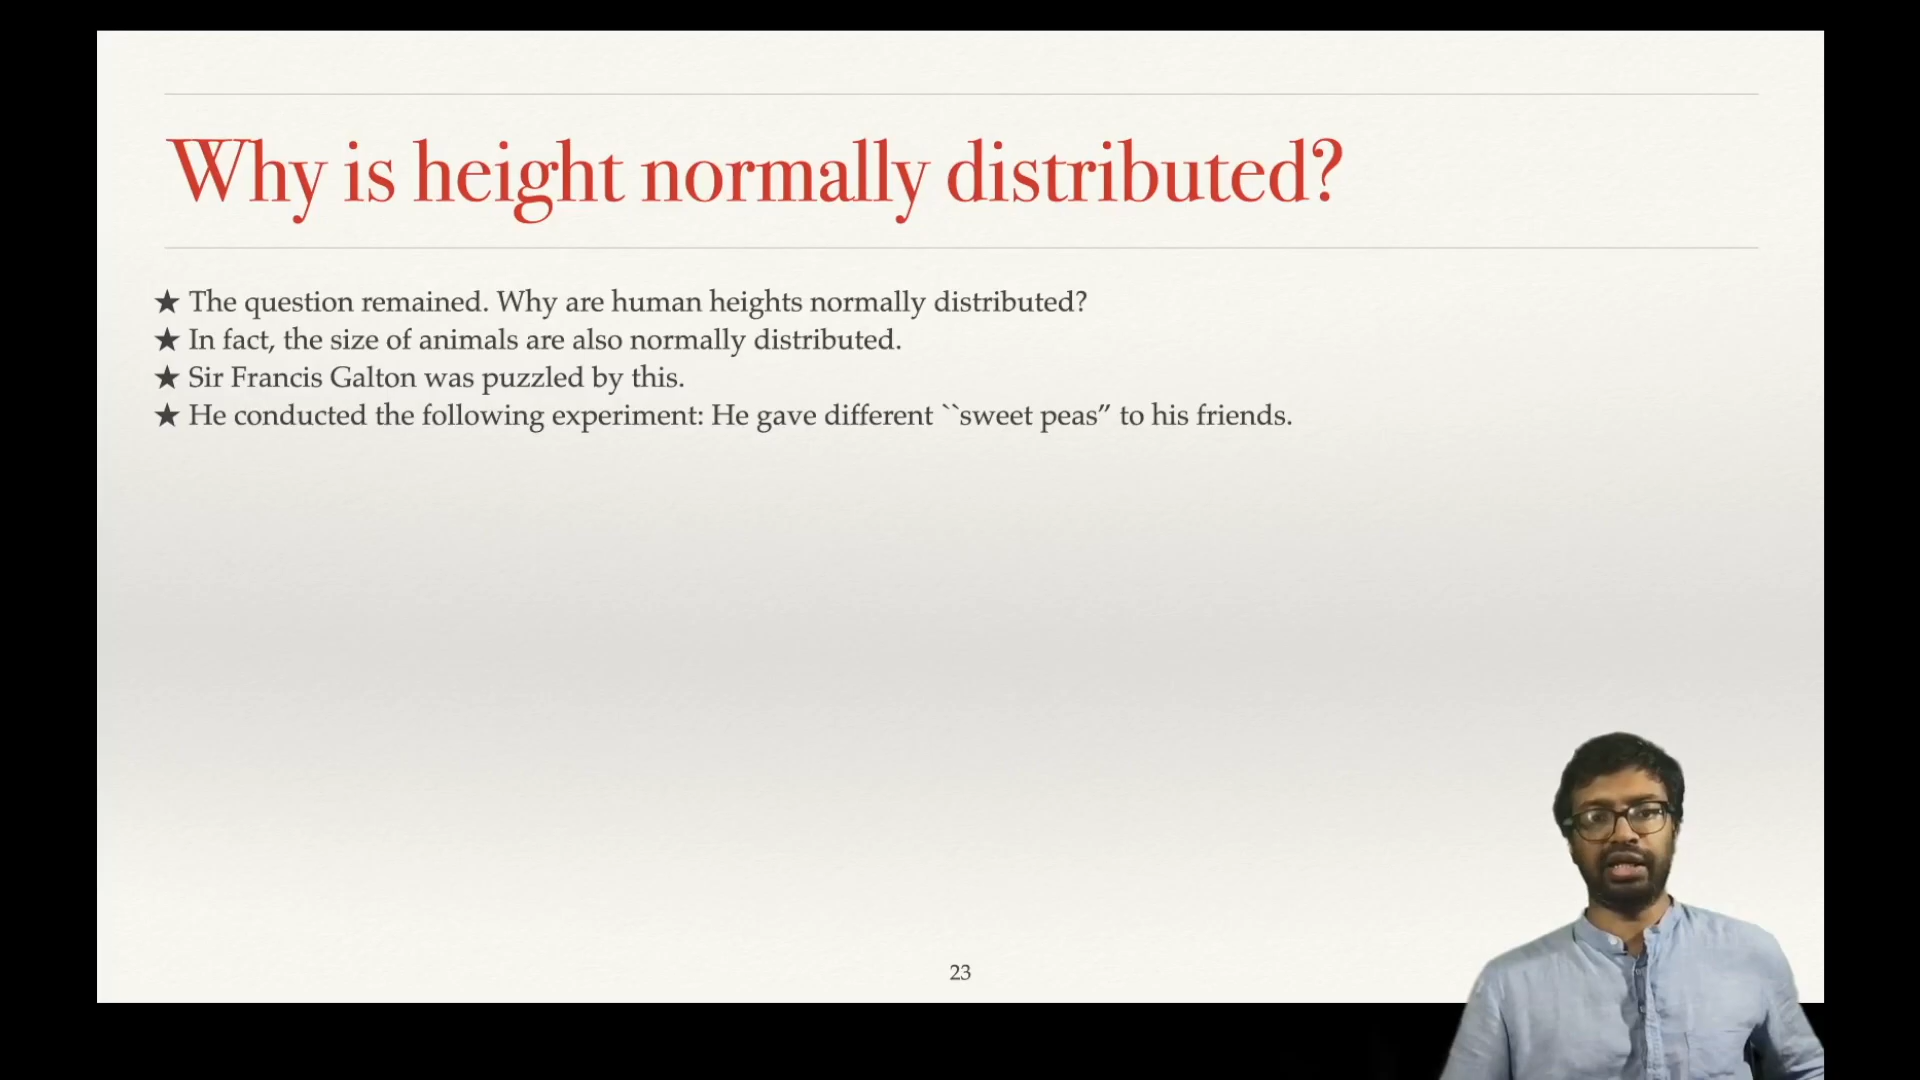 Why is height normally distributed?
★ The question remained. Why are human heights normally distributed?
★ In fact, the size of animals are also normally distributed.
★ Sir Francis Galton was puzzled by this.
★ He conducted the following experiment: He gave different ``sweet peas” to his friends.
23